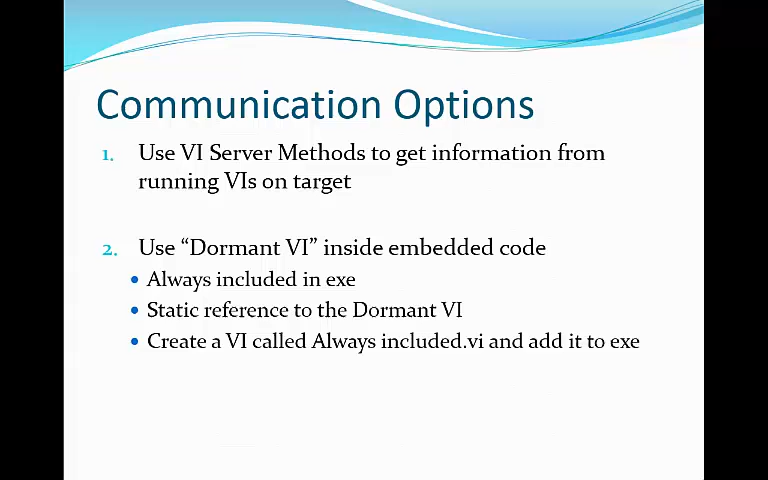 Communication Options
1. Use VI Server Methods to get information from
running VIs on target
2. Use “Dormant VI” inside embedded code
• Always included in exe
• Static reference to the Dormant VI
• Create a VI called Always included.vi and add it to exe